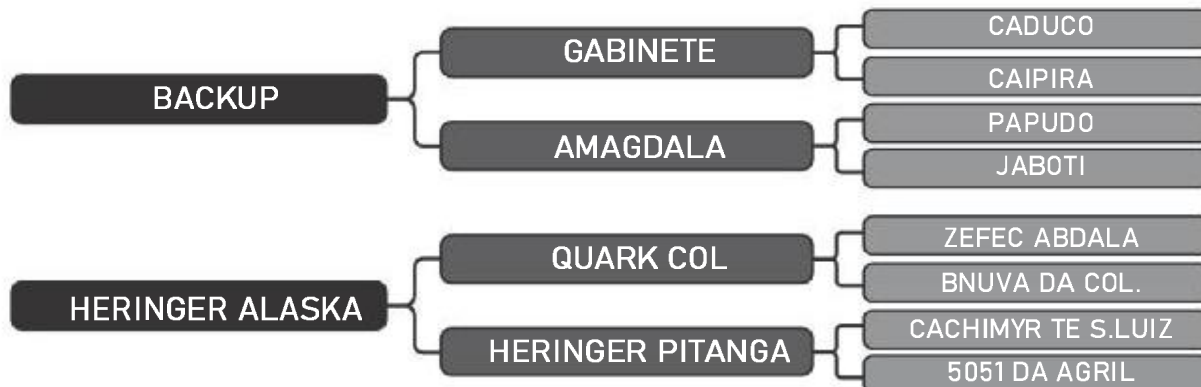 BACKUP
GABINETE
CADUCO
CAIPIRA
AMAGDALA
PAPUDO
JABOTI
HERINGER ALASKA
QUARK COL
ZEFEC ABDALA
BNUVA DA COL.
HERINGER PITANGA
CACHIMYR TE S.LUIZ
5051 DA AGRIL